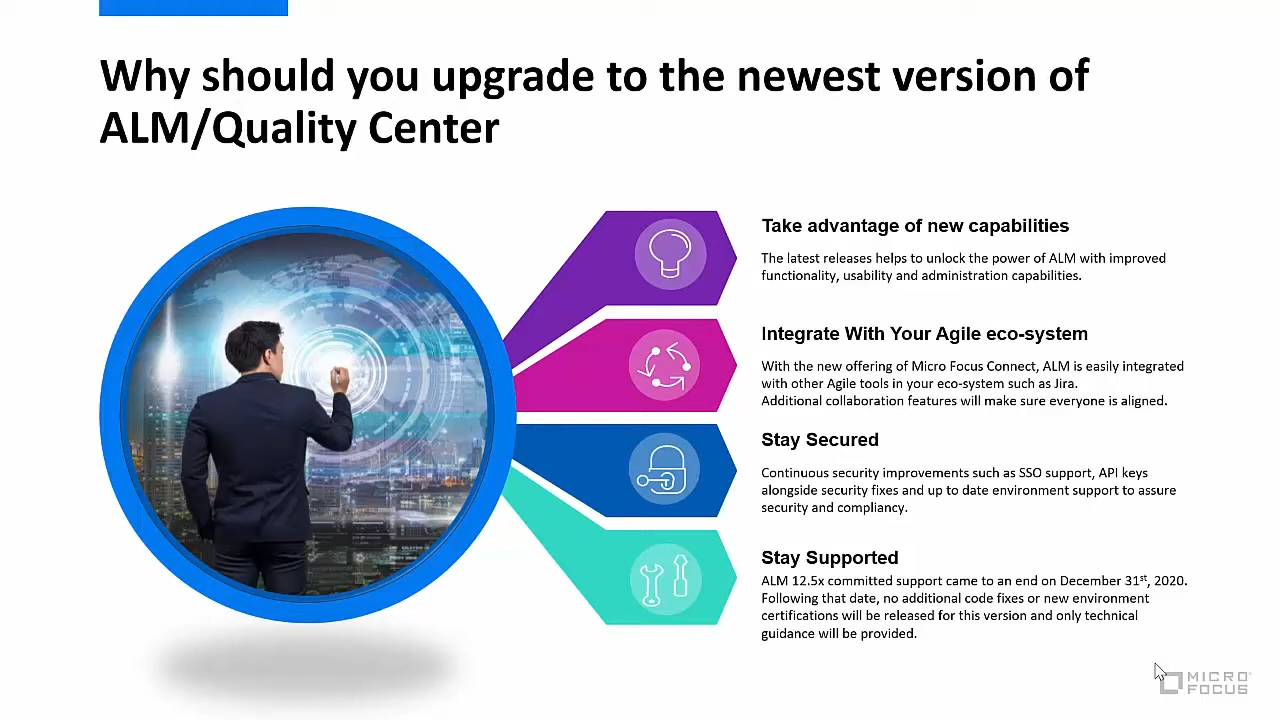 Why should you upgrade to the newest version of
ALM/Quality Center
Take advantage of new capabilities
The latest releases helps to unlock the power of ALM with improved
functionality, usability and administration capabilities.
Integrate With Your Agile eco-system
With the new offering of Micro Focus Connect, ALM is easily integrated
with other Agile tools in your eco-system such as Jira.
Additional collaboration features will make sure everyone is aligned.
Stay Secured
Continuous security improvements such as SSO support, API keys
alongside security fixes and up to date environment support to assure
security and compliancy.
Stay Supported
ALM 12.5x committed support came to an end on December 31st, 2020.
Following that date, no additional code fixes or new environment
certifications will be released for this version and only technical
guidance will be provided.
MICRO
FOCUS